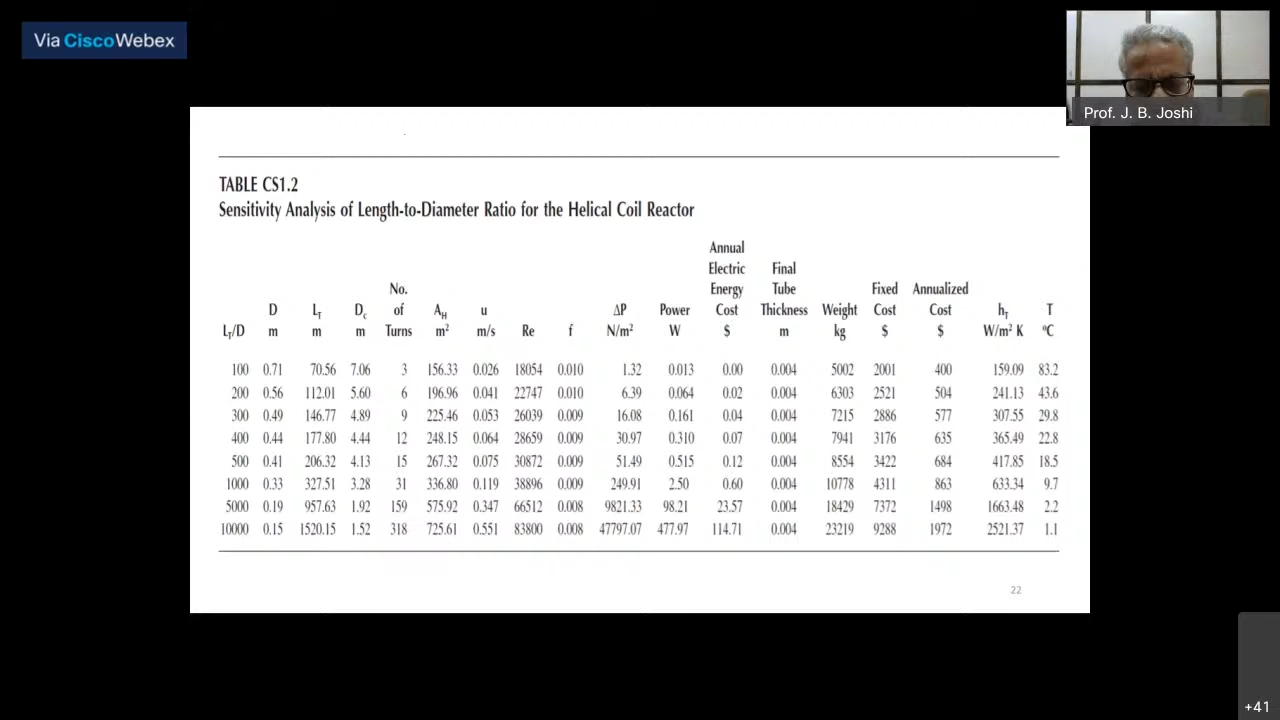 Via CiscoWebex
Prof. J. B. Joshi
TABLE CS1.2
Sensitivity Analysis of Length-to-Diameter Ratio for the Helical Coil Reactor
Annual
Electric Final
No. Energy Tube Fixed Annualized
D L_T D_c of A_H u ΔP Power Cost Thickness Weight Cost Cost h_T T
L_T/D m m m Turns m² m/s Re f N/m² W $ m kg $ $ W/m² K °C
100 0.71 70.56 7.06 3 156.33 0.026 18054 0.010 1.32 0.013 0.00 0.004 5002 2001 400 159.09 83.2
200 0.56 112.01 5.60 6 196.96 0.041 22747 0.010 6.39 0.064 0.02 0.004 6303 2521 504 241.13 43.6
300 0.49 146.77 4.89 9 225.46 0.053 26039 0.009 16.08 0.161 0.04 0.004 7215 2886 577 307.55 29.8
400 0.44 177.80 4.44 12 248.15 0.064 28659 0.009 30.97 0.310 0.07 0.004 7941 3176 635 365.49 22.8
500 0.41 206.32 4.13 15 267.32 0.075 30872 0.009 51.49 0.515 0.12 0.004 8554 3422 684 417.85 18.5
1000 0.33 327.51 3.28 31 336.80 0.119 38896 0.009 249.91 2.50 0.60 0.004 10778 4311 863 633.34 9.7
5000 0.19 957.63 1.92 159 575.92 0.347 66512 0.008 9821.33 98.21 23.57 0.004 18429 7372 1498 1663.48 2.2
10000 0.15 1520.15 1.52 318 725.61 0.551 83800 0.008 47797.07 477.97 114.71 0.004 23219 9288 1972 2521.37 1.1
22
+41